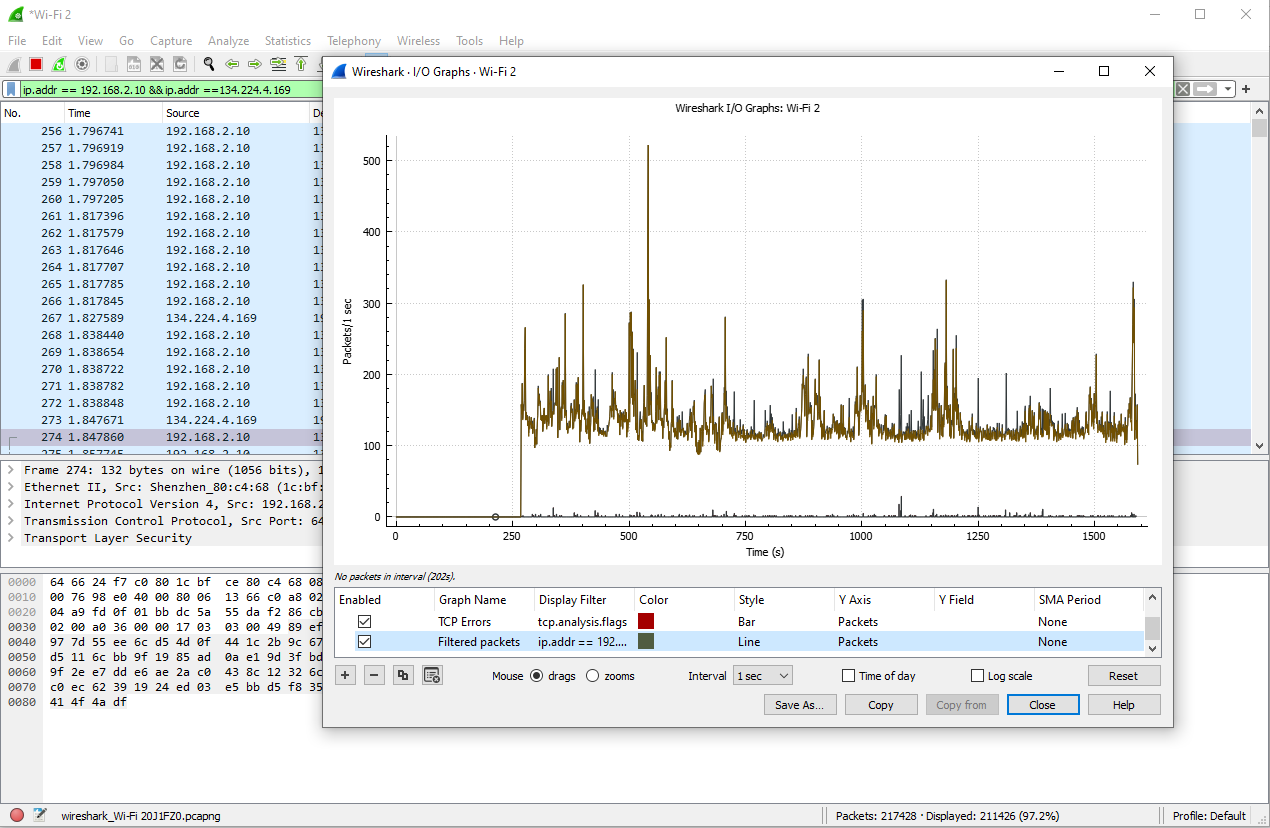 *Wi-Fi 2
File Edit View Go Capture Analyze Statistics Telephony Wireless Tools Help
ip.addr == 192.168.2.10 && ip.addr ==134.224.4.169
No. Time Source
256 1.796741 192.168.2.10
257 1.796919 192.168.2.10
258 1.796984 192.168.2.10
259 1.797050 192.168.2.10
260 1.797205 192.168.2.10
261 1.817396 192.168.2.10
262 1.817579 192.168.2.10
263 1.817646 192.168.2.10
264 1.817707 192.168.2.10
265 1.817785 192.168.2.10
266 1.817845 192.168.2.10
267 1.827589 134.224.4.169
268 1.838440 192.168.2.10
269 1.838654 192.168.2.10
270 1.838722 192.168.2.10
271 1.838782 192.168.2.10
272 1.838848 192.168.2.10
273 1.847671 134.224.4.169
274 1.847860 192.168.2.10
275 1.857745 192.168.2.10
Frame 274: 132 bytes on wire (1056 bits), 1
Ethernet II, Src: Shenzhen_80:c4:68 (1c:bf:
Internet Protocol Version 4, Src: 192.168.2
Transmission Control Protocol, Src Port: 64
Transport Layer Security
0000 64 66 24 f7 c0 80 1c bf ce 80 c4 68 08
0010 00 76 98 e0 40 00 80 06 13 66 c0 a8 02
0020 04 a9 fd 0f 01 bb dc 5a 55 da f2 86 cb
0030 02 00 a0 36 00 00 17 03 03 00 49 89 ef
0040 97 7d 55 ee 6c d5 4d 0f 44 1c 2b 9c 67
0050 d5 11 6c bb 9f 19 85 ad 0a e1 9d 3f bd
0060 9f 2e e7 dd e6 ae 2a c0 43 8c 12 32 6c
0070 c0 ec 62 39 19 24 ed 03 e5 bb d5 f8 35
0080 41 4f 4a df
Wireshark · I/O Graphs · Wi-Fi 2
Wireshark I/O Graphs: Wi-Fi 2
Packets/1 sec
500
400
300
200
100
0
0 250 500 750 1000 1250 1500
Time (s)
No packets in interval (202s).
Enabled Graph Name Display Filter Color Style Y Axis Y Field SMA Period
TCP Errors tcp.analysis.flags Bar Packets None
Filtered packets ip.addr == 192.... Line Packets None
Mouse drags zooms Interval 1 sec Time of day Log scale Reset
Save As... Copy Copy from Close Help
wireshark_Wi-Fi 20J1FZ0.pcapng Packets: 217428 · Displayed: 211426 (97.2%) Profile: Default